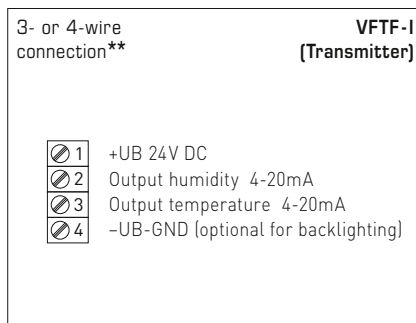 3- or 4-wire VFTF-I
connection** (Transmitter)
1 +UB 24V DC
2 Output humidity 4-20mA
3 Output temperature 4-20mA
4 –UB-GND (optional for backlighting)